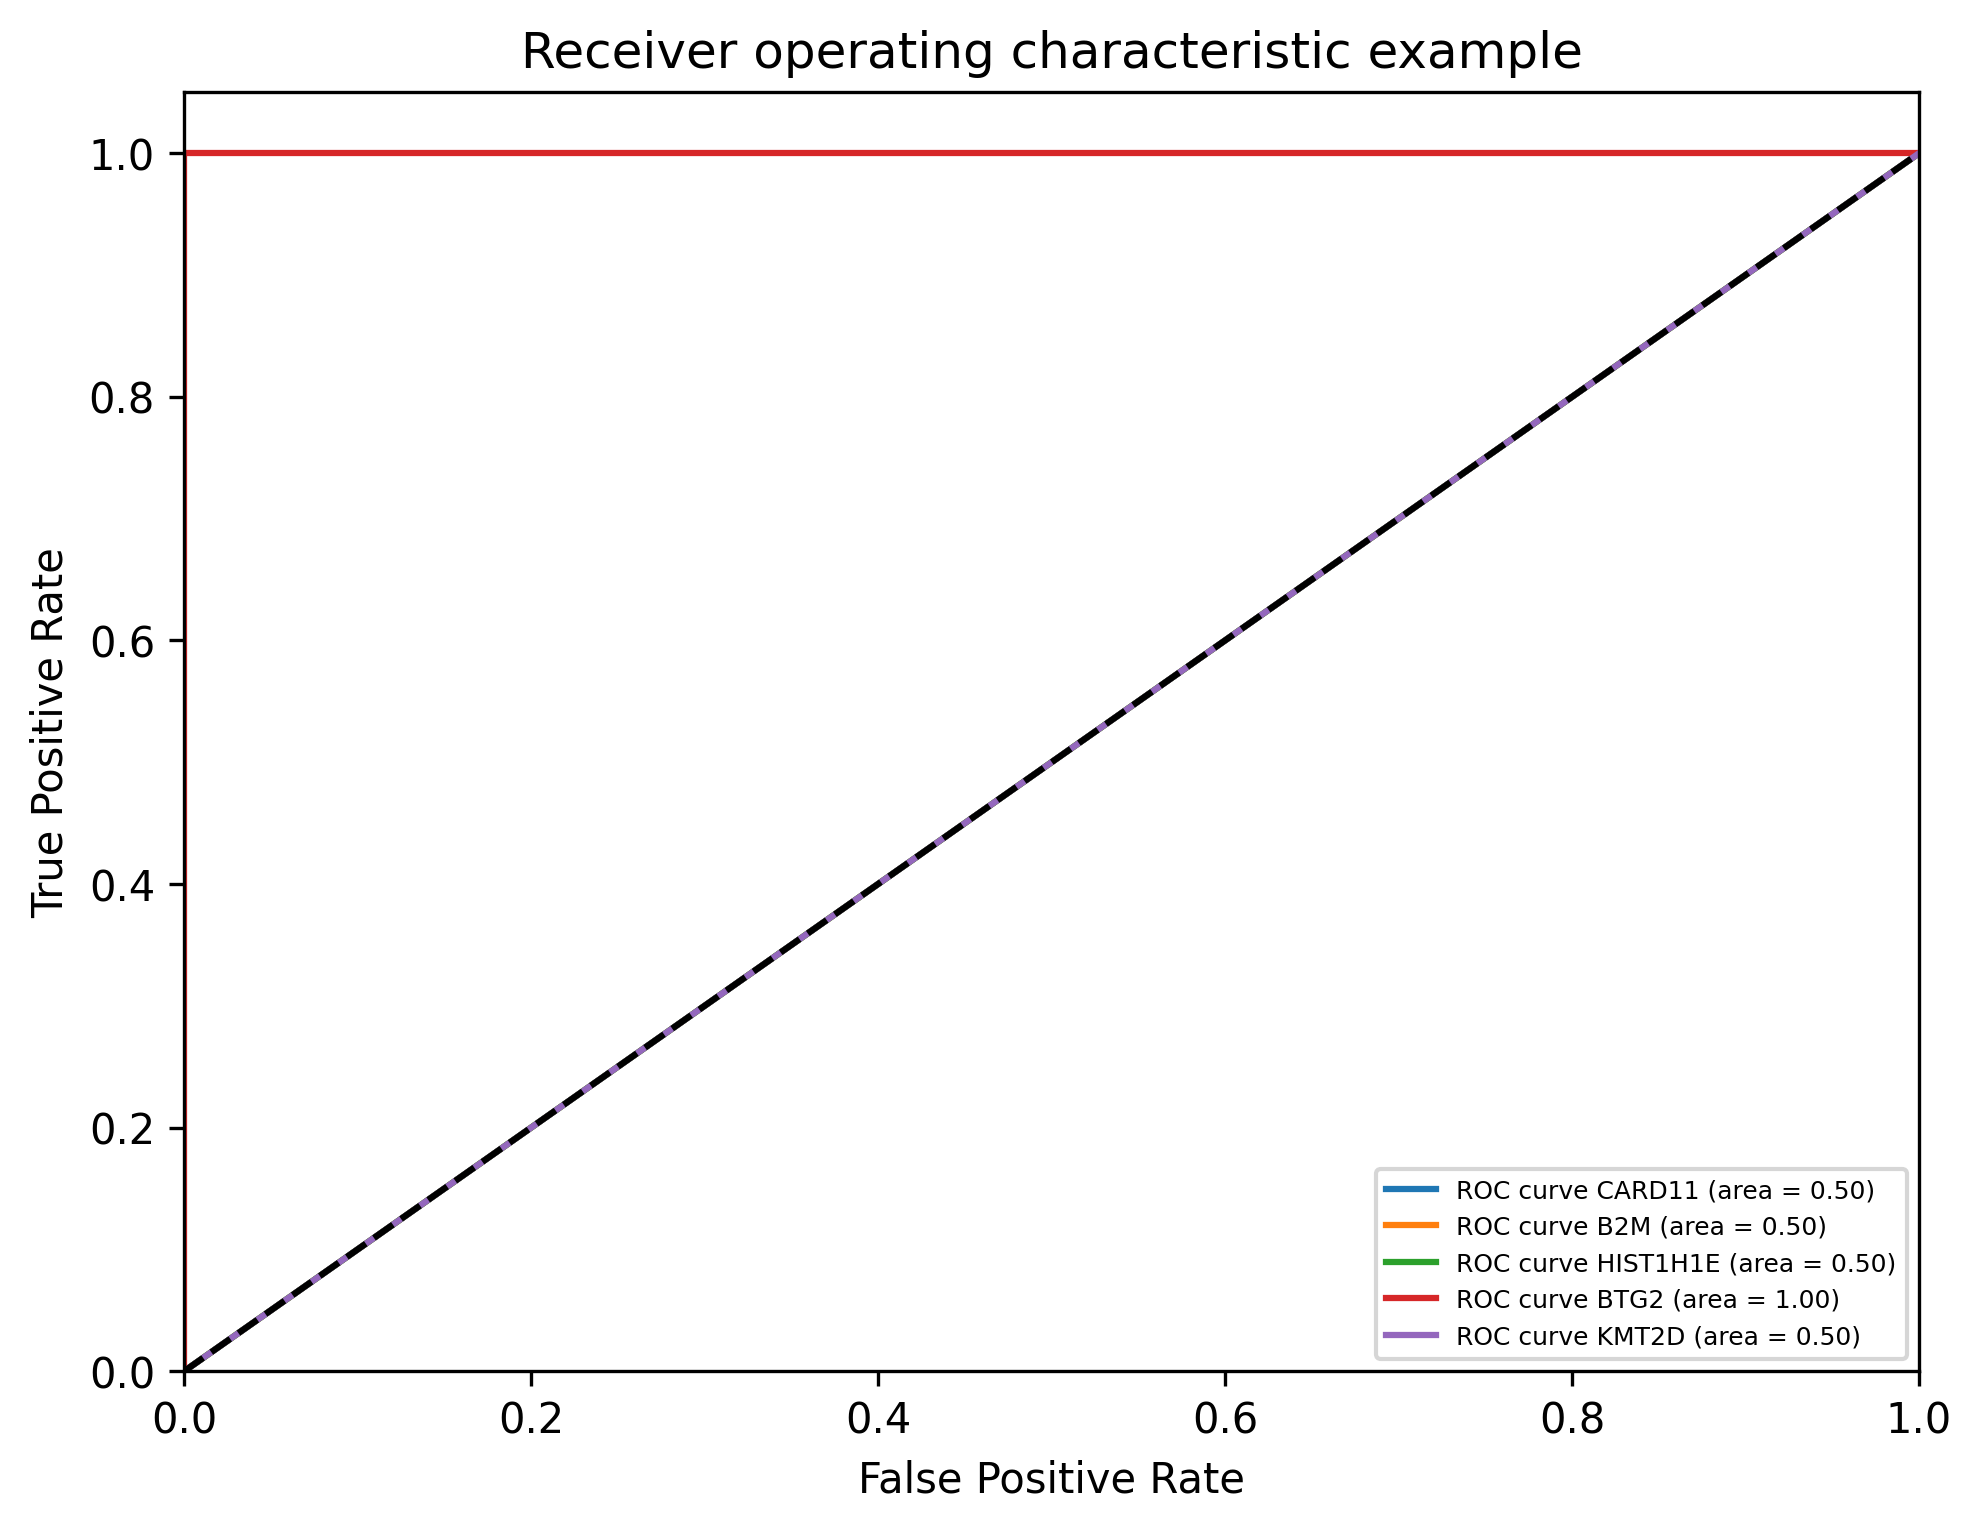 Receiver operating characteristic example
1.0
0.8
0.6
0.4
0.2
0.0
True Positive Rate
0.0 0.2 0.4 0.6 0.8 1.0
False Positive Rate
ROC curve CARD11 (area = 0.50)
ROC curve B2M (area = 0.50)
ROC curve HIST1H1E (area = 0.50)
ROC curve BTG2 (area = 1.00)
ROC curve KMT2D (area = 0.50)